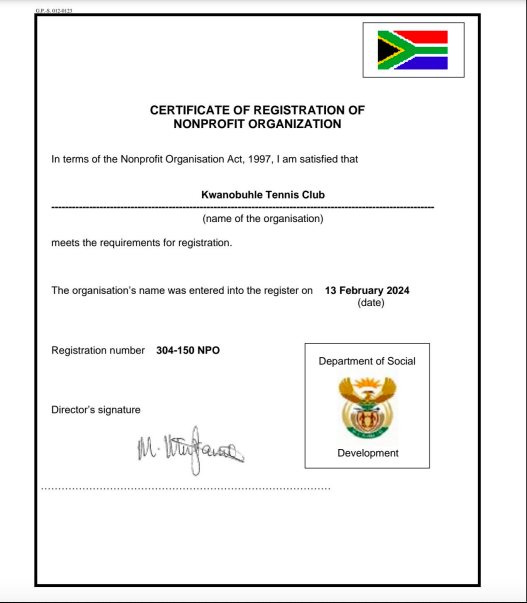 G.P.-S. 012-0123
CERTIFICATE OF REGISTRATION OF
NONPROFIT ORGANIZATION
In terms of the Nonprofit Organisation Act, 1997, I am satisfied that
Kwanobuhle Tennis Club
(name of the organisation)
meets the requirements for registration.
The organisation's name was entered into the register on 13 February 2024
(date)
Registration number 304-150 NPO
Department of Social
Development
Director's signature